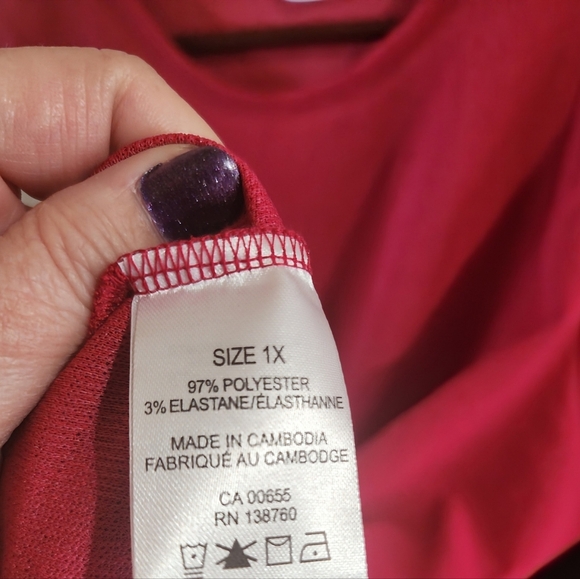 SIZE 1X
97% POLYESTER
3% ELASTANE/ÉLASTHANNE
MADE IN CAMBODIA
FABRIQUÉ AU CAMBODGE
CA 00655
RN 138760